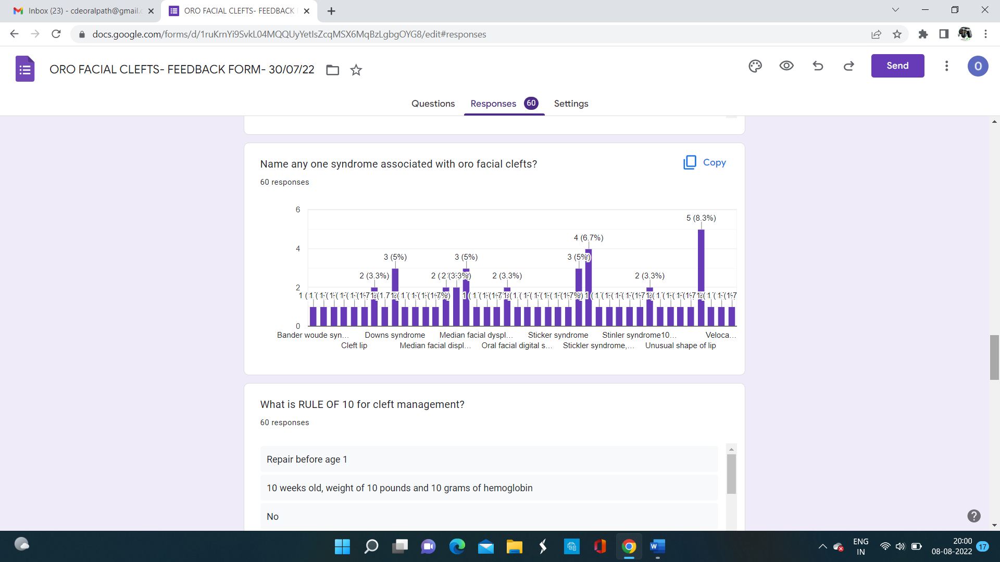 Inbox (23) - cdeoralpath@gmail.c
ORO FACIAL CLEFTS- FEEDBACK F
docs.google.com/forms/d/1ruKrnYi9SvkL04MQQUyYetIsZcqMSX6MqBzLgbgOYG8/edit#responses
ORO FACIAL CLEFTS- FEEDBACK FORM- 30/07/22
Send
O
Questions Responses 60 Settings
Name any one syndrome associated with oro facial clefts?
Copy
60 responses
6
5 (8.3%)
4 (6.7%)
4
3 (5%) 3 (5%) 3 (5%)
2 (3.3%) 2 (3.3%) 2 (3.3%) 2 (3.3%)
2
0
Bander woude syn... Downs syndrome Median facial dyspl... Sticker syndrome Stinler syndrome10... Veloca...
Cleft lip Median facial displ... Oral facial digital s... Stickler syndrome,... Unusual shape of lip
What is RULE OF 10 for cleft management?
60 responses
Repair before age 1
10 weeks old, weight of 10 pounds and 10 grams of hemoglobin
No
ENG
IN
20:00
08-08-2022
17